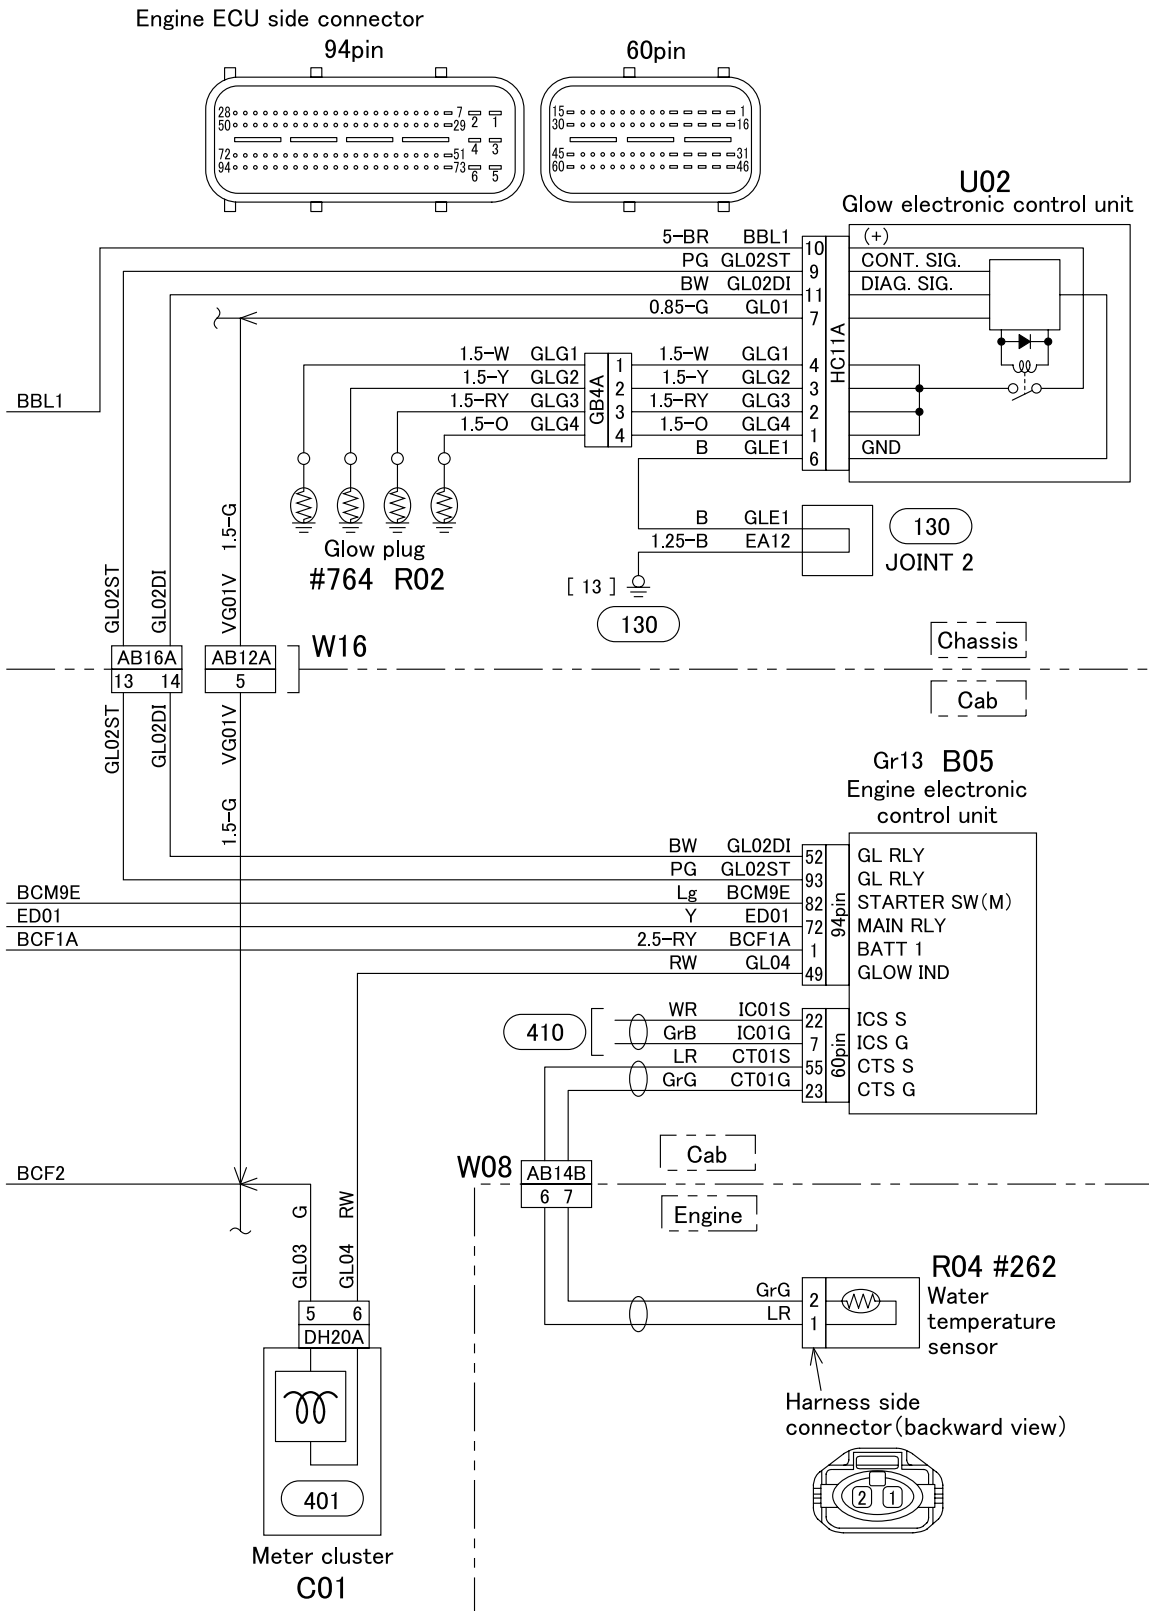 Engine ECU side connector
94pin
60pin
28 7 2 1
50 29
4 3
72 51
94 73 6 5
15 1
30 16
45 31
60 46
U02
Glow electronic control unit
5-BR BBL1 10 (+)
PG GL02ST 9 CONT. SIG.
BW GL02DI 11 DIAG. SIG.
0.85-G GL01 7
HC11A
1.5-W GLG1 1 1.5-W GLG1 4
1.5-Y GLG2 2 1.5-Y GLG2 3
1.5-RY GLG3 3 1.5-RY GLG3 2
1.5-O GLG4 4 1.5-O GLG4 1
GB4A
B GLE1 6 GND
BBL1
B GLE1
1.25-B EA12
130
JOINT 2
[ 13 ]
130
Glow plug
#764 R02
GL02ST
GL02DI
VG01V 1.5-G
AB16A
13 14
AB12A
5
W16
Chassis
Cab
GL02ST
GL02DI
VG01V
1.5-G
Gr13 B05
Engine electronic
control unit
BW GL02DI 52 GL RLY
PG GL02ST 93 GL RLY
BCM9E Lg BCM9E 82 STARTER SW(M)
ED01 Y ED01 72 MAIN RLY
BCF1A 2.5-RY BCF1A 1 BATT 1
RW GL04 49 GLOW IND
94pin
410
WR IC01S 22 ICS S
GrB IC01G 7 ICS G
LR CT01S 55 CTS S
GrG CT01G 23 CTS G
60pin
BCF2
W08
AB14B
6 7
Cab
Engine
GL03 G
GL04 RW
5 6
DH20A
401
Meter cluster
C01
R04 #262
Water
temperature
sensor
GrG 2
LR 1
Harness side
connector(backward view)
2 1